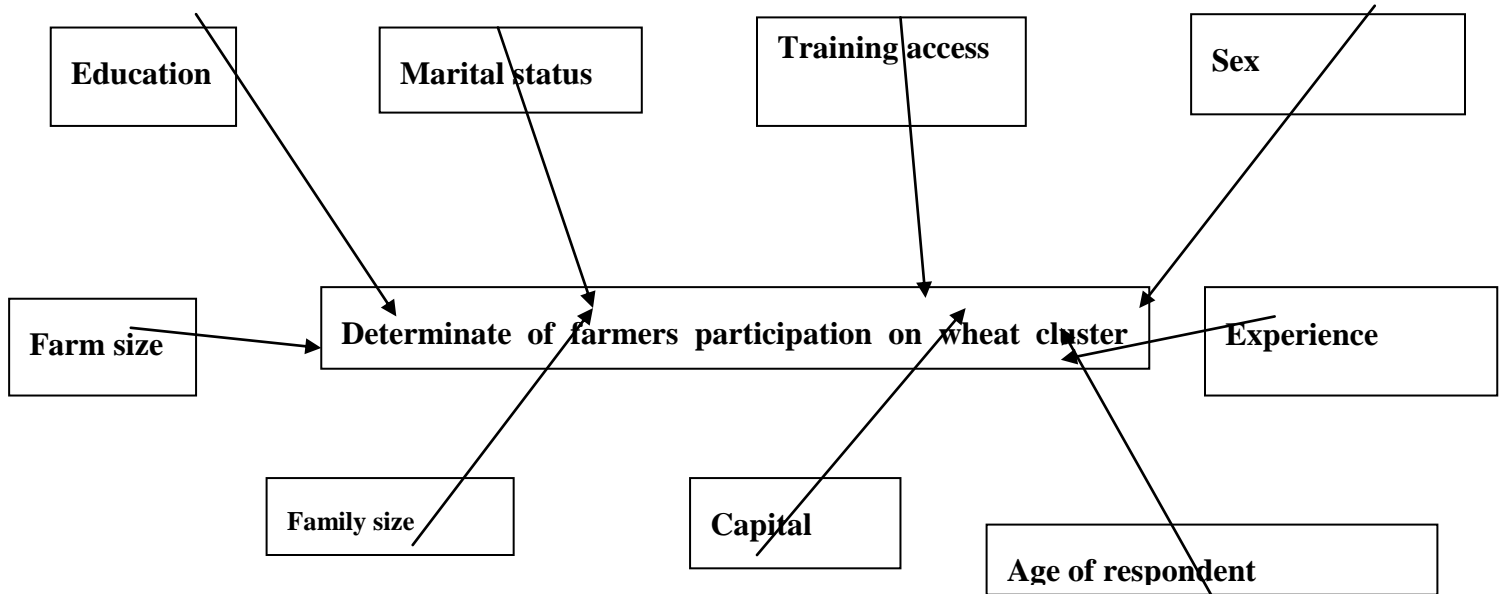 Education
Marital status
Training access
Sex
Farm size
Determinate of farmers participation on wheat cluster
Experience
Family size
Capital
Age of respondent